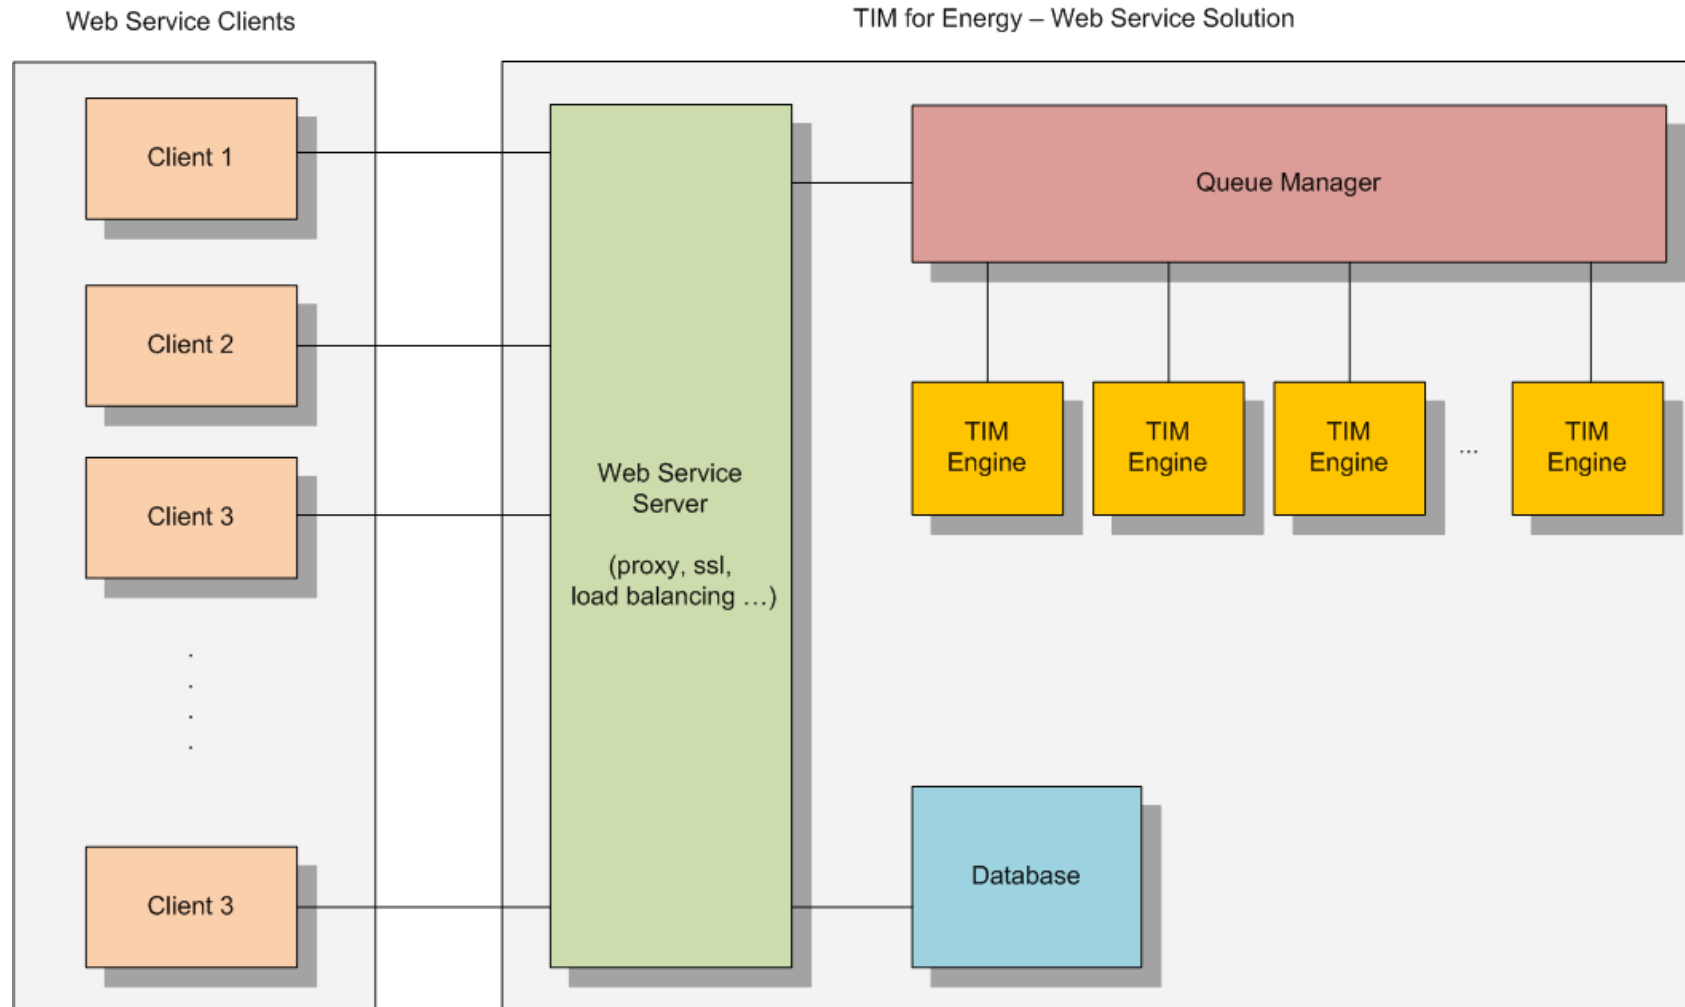 Web Service Clients
TIM for Energy – Web Service Solution
Client 1
Client 2
Client 3
.
.
.
.
Client 3
Web Service
Server
(proxy, ssl,
load balancing …)
Queue Manager
TIM
Engine
TIM
Engine
TIM
Engine
...
TIM
Engine
Database